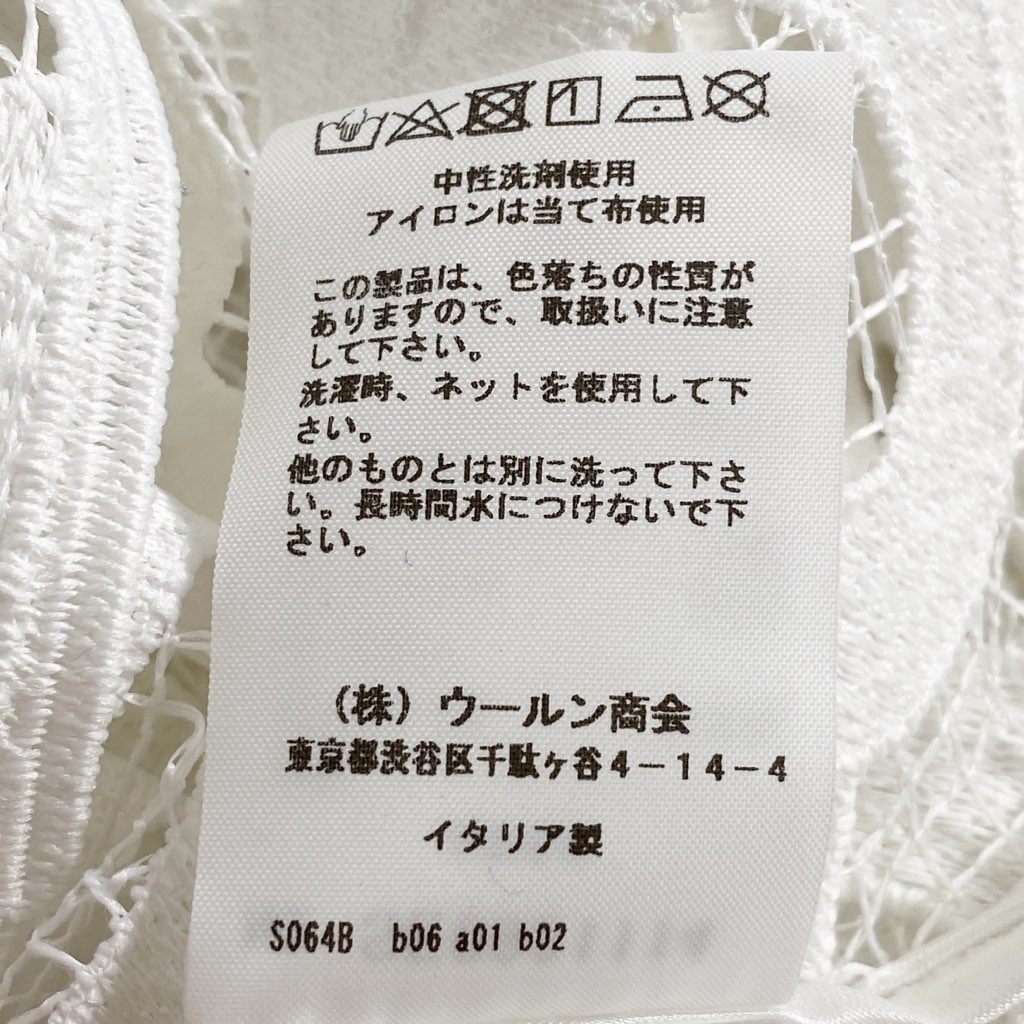 中性洗剤使用
アイロンは当て布使用
この製品は、色落ちの性質が
ありますので、取扱いに注意
して下さい。
洗濯時、ネットを使用して下
さい。
他のものとは別に洗って下さ
い。長時間水につけないで下
さい。
（株）ウールン商会
東京都渋谷区千駄ヶ谷4－14－4
イタリア製
S064B b06 a01 b02